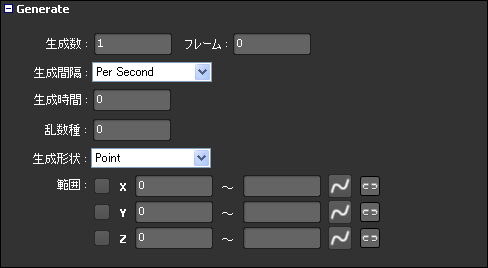 Generate
生成数： 1 フレーム： 0
生成間隔： Per Second
生成時間： 0
乱数種： 0
生成形状： Point
範囲： X 0 ～
Y 0 ～
Z 0 ～